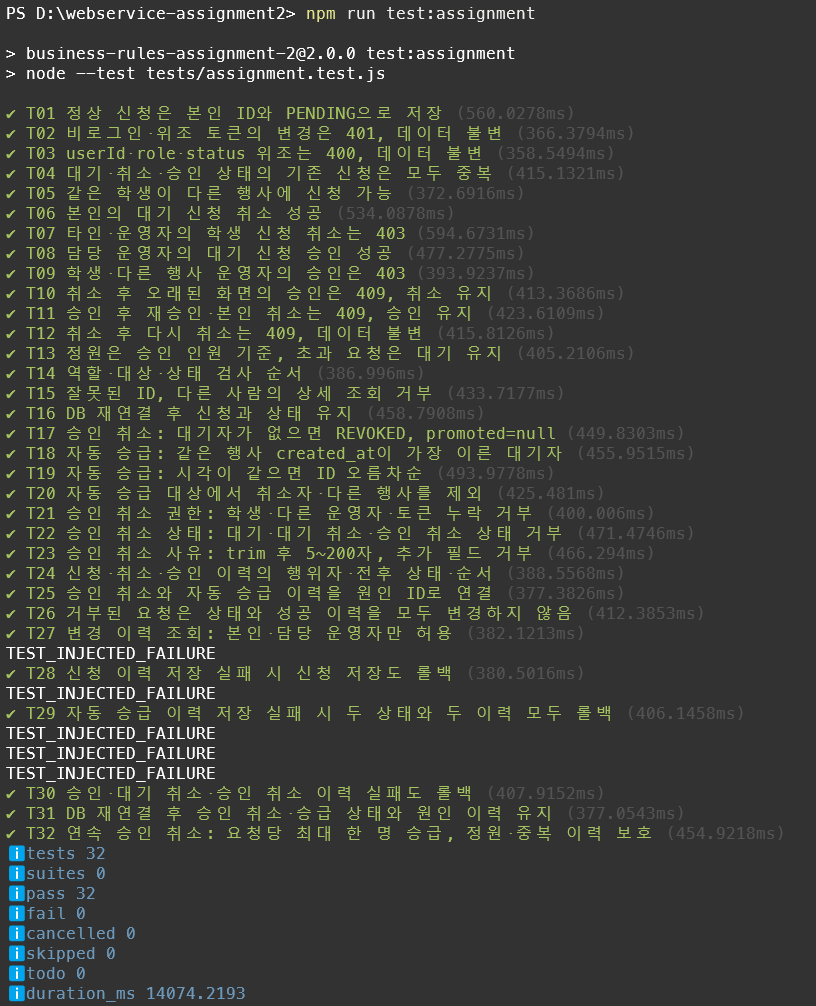 PS D:\webservice-assignment2> npm run test:assignment
> business-rules-assignment-2@2.0.0 test:assignment
> node --test tests/assignment.test.js
✔ T01 정상 신청은 본인 ID와 PENDING으로 저장 (560.0278ms)
✔ T02 비로그인·위조 토큰의 변경은 401, 데이터 불변 (366.3794ms)
✔ T03 userId·role·status 위조는 400, 데이터 불변 (358.5494ms)
✔ T04 대기·취소·승인 상태의 기존 신청은 모두 중복 (415.1321ms)
✔ T05 같은 학생이 다른 행사에 신청 가능 (372.6916ms)
✔ T06 본인의 대기 신청 취소 성공 (534.0878ms)
✔ T07 타인·운영자의 학생 신청 취소는 403 (594.6731ms)
✔ T08 담당 운영자의 대기 신청 승인 성공 (477.2775ms)
✔ T09 학생·다른 행사 운영자의 승인은 403 (393.9237ms)
✔ T10 취소 후 오래된 화면의 승인은 409, 취소 유지 (413.3686ms)
✔ T11 승인 후 재승인·본인 취소는 409, 승인 유지 (423.6109ms)
✔ T12 취소 후 다시 취소는 409, 데이터 불변 (415.8126ms)
✔ T13 정원은 승인 인원 기준, 초과 요청은 대기 유지 (405.2106ms)
✔ T14 역할·대상·상태 검사 순서 (386.996ms)
✔ T15 잘못된 ID, 다른 사람의 상세 조회 거부 (433.7177ms)
✔ T16 DB 재연결 후 신청과 상태 유지 (458.7908ms)
✔ T17 승인 취소: 대기자가 없으면 REVOKED, promoted=null (449.8303ms)
✔ T18 자동 승급: 같은 행사 created_at이 가장 이른 대기자 (455.9515ms)
✔ T19 자동 승급: 시각이 같으면 ID 오름차순 (493.9778ms)
✔ T20 자동 승급 대상에서 취소자·다른 행사를 제외 (425.481ms)
✔ T21 승인 취소 권한: 학생·다른 운영자·토큰 누락 거부 (400.006ms)
✔ T22 승인 취소 상태: 대기·대기 취소·승인 취소 상태 거부 (471.4746ms)
✔ T23 승인 취소 사유: trim 후 5~200자, 추가 필드 거부 (466.294ms)
✔ T24 신청·취소·승인 이력의 행위자·전후 상태·순서 (388.5568ms)
✔ T25 승인 취소와 자동 승급 이력을 원인 ID로 연결 (377.3826ms)
✔ T26 거부된 요청은 상태와 성공 이력을 모두 변경하지 않음 (412.3853ms)
✔ T27 변경 이력 조회: 본인·담당 운영자만 허용 (382.1213ms)
TEST_INJECTED_FAILURE
✔ T28 신청 이력 저장 실패 시 신청 저장도 롤백 (380.5016ms)
TEST_INJECTED_FAILURE
✔ T29 자동 승급 이력 저장 실패 시 두 상태와 두 이력 모두 롤백 (406.1458ms)
TEST_INJECTED_FAILURE
TEST_INJECTED_FAILURE
TEST_INJECTED_FAILURE
✔ T30 승인·대기 취소·승인 취소 이력 실패도 롤백 (407.9152ms)
✔ T31 DB 재연결 후 승인 취소·승급 상태와 원인 이력 유지 (377.0543ms)
✔ T32 연속 승인 취소: 요청당 최대 한 명 승급, 정원·중복 이력 보호 (454.9218ms)
ℹ tests 32
ℹ suites 0
ℹ pass 32
ℹ fail 0
ℹ cancelled 0
ℹ skipped 0
ℹ todo 0
ℹ duration_ms 14074.2193